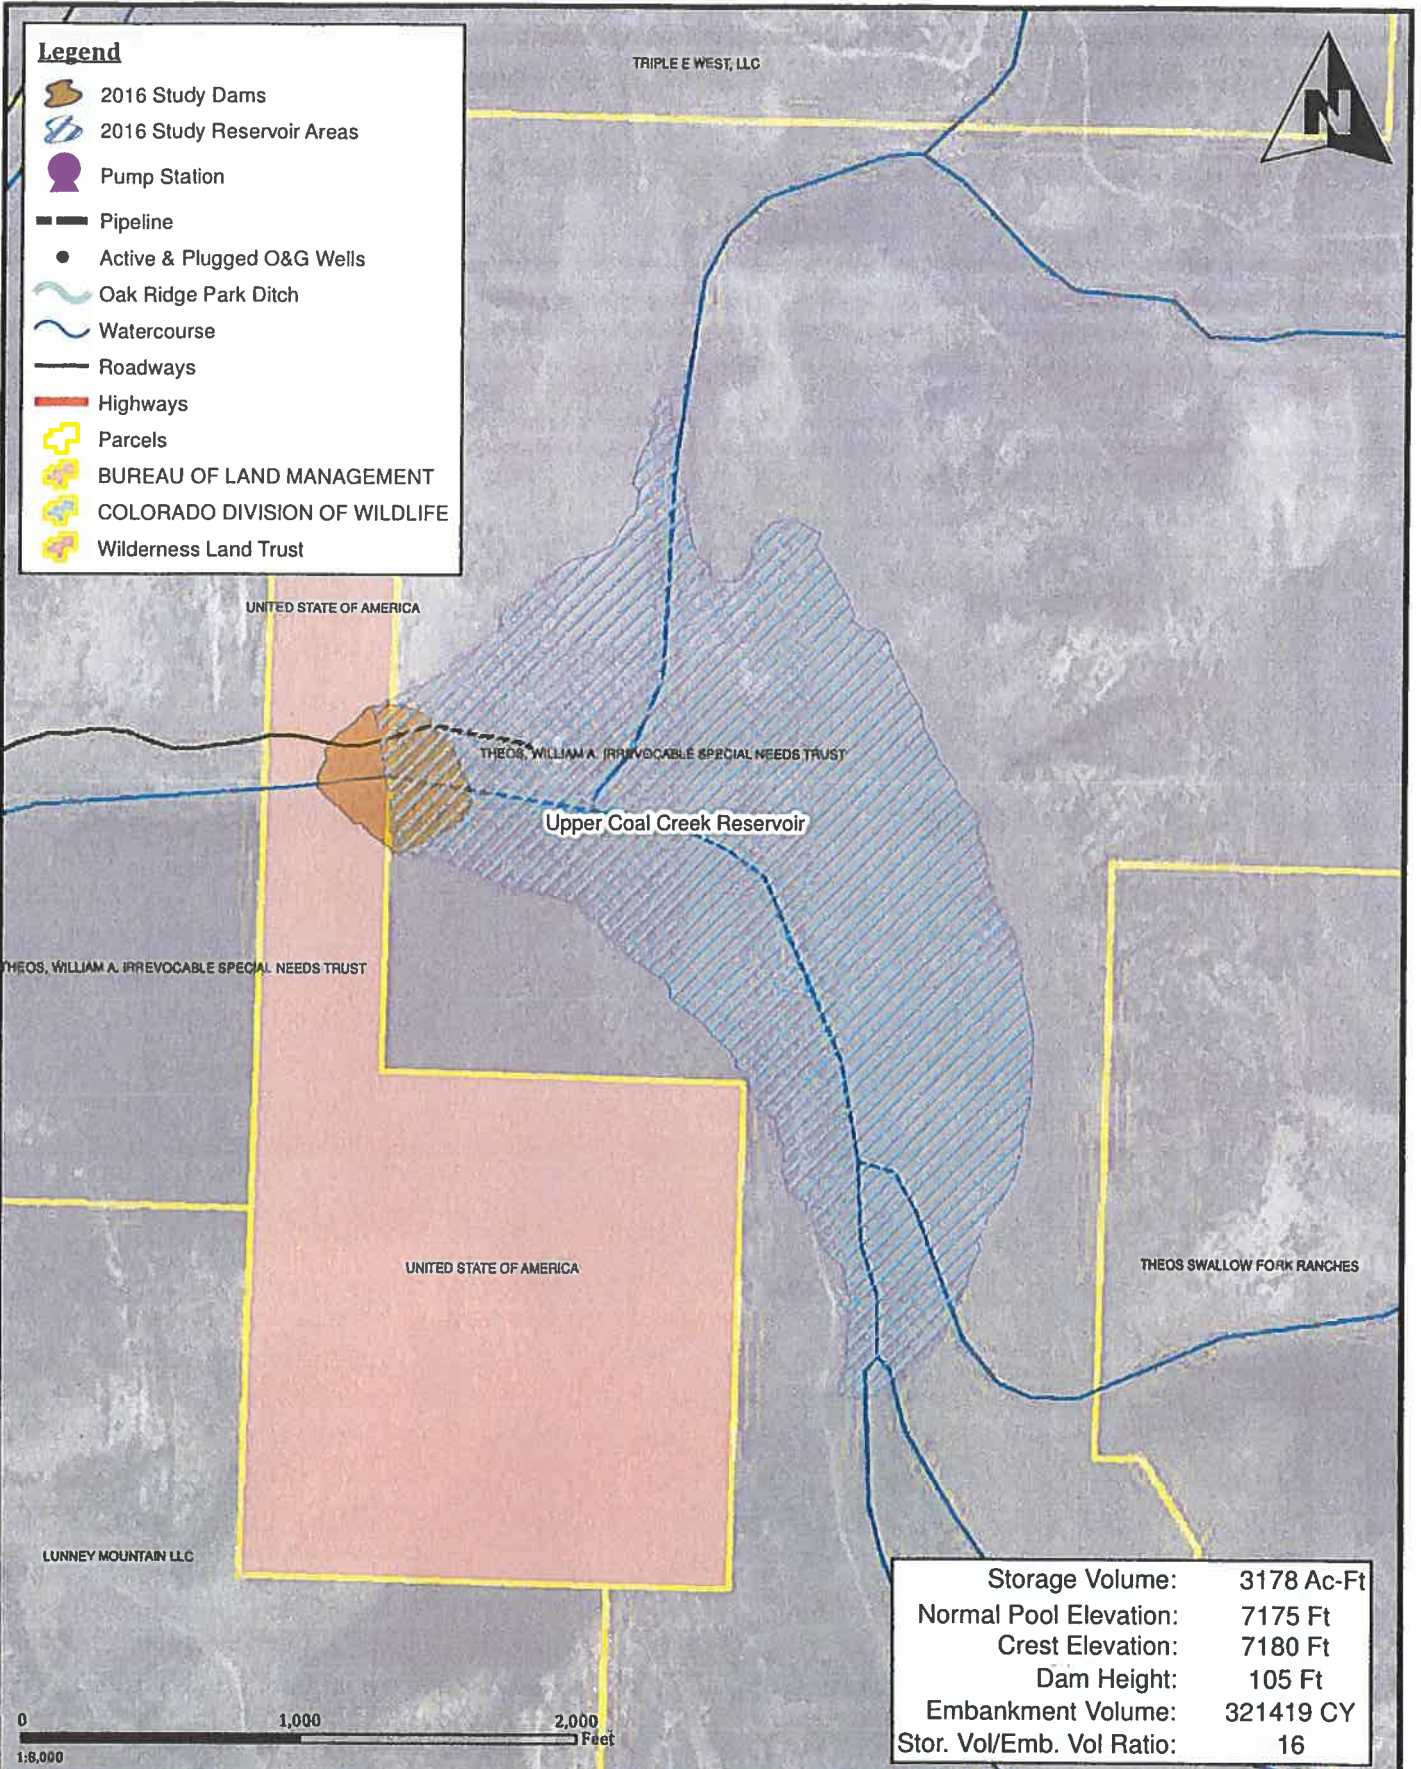 Legend
2016 Study Dams
2016 Study Reservoir Areas
Pump Station
Pipeline
Active & Plugged O&G Wells
Oak Ridge Park Ditch
Watercourse
Roadways
Highways
Parcels
BUREAU OF LAND MANAGEMENT
COLORADO DIVISION OF WILDLIFE
Wilderness Land Trust
TRIPLE E WEST, LLC
N
UNITED STATE OF AMERICA
THEOS, WILLIAM A. IRREVOCABLE SPECIAL NEEDS TRUST
Upper Coal Creek Reservoir
THEOS, WILLIAM A. IRREVOCABLE SPECIAL NEEDS TRUST
UNITED STATE OF AMERICA
THEOS SWALLOW FORK RANCHES
LUNNEY MOUNTAIN LLC
Storage Volume: 3178 Ac-Ft
Normal Pool Elevation: 7175 Ft
Crest Elevation: 7180 Ft
Dam Height: 105 Ft
Embankment Volume: 321419 CY
Stor. Vol/Emb. Vol Ratio: 16
0 1,000 2,000
Feet
1:8,000